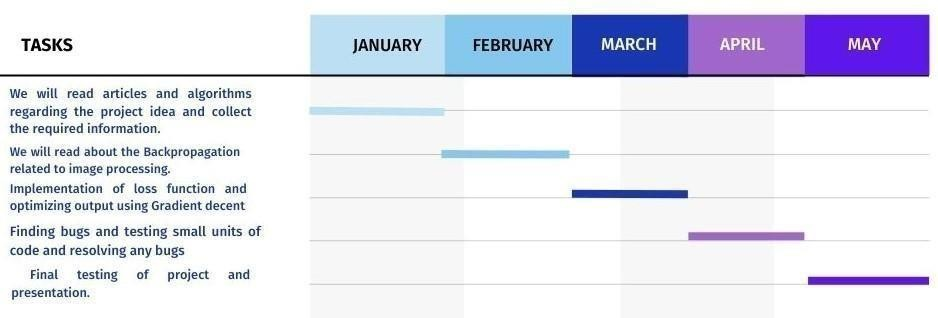 TASKS
JANUARY
FEBRUARY
MARCH
APRIL
MAY
We will read articles and algorithms
regarding the project idea and collect
the required information.
We will read about the Backpropagation
related to image processing.
Implementation of loss function and
optimizing output using Gradient decent
Finding bugs and testing small units of
code and resolving any bugs
Final testing of project and
presentation.